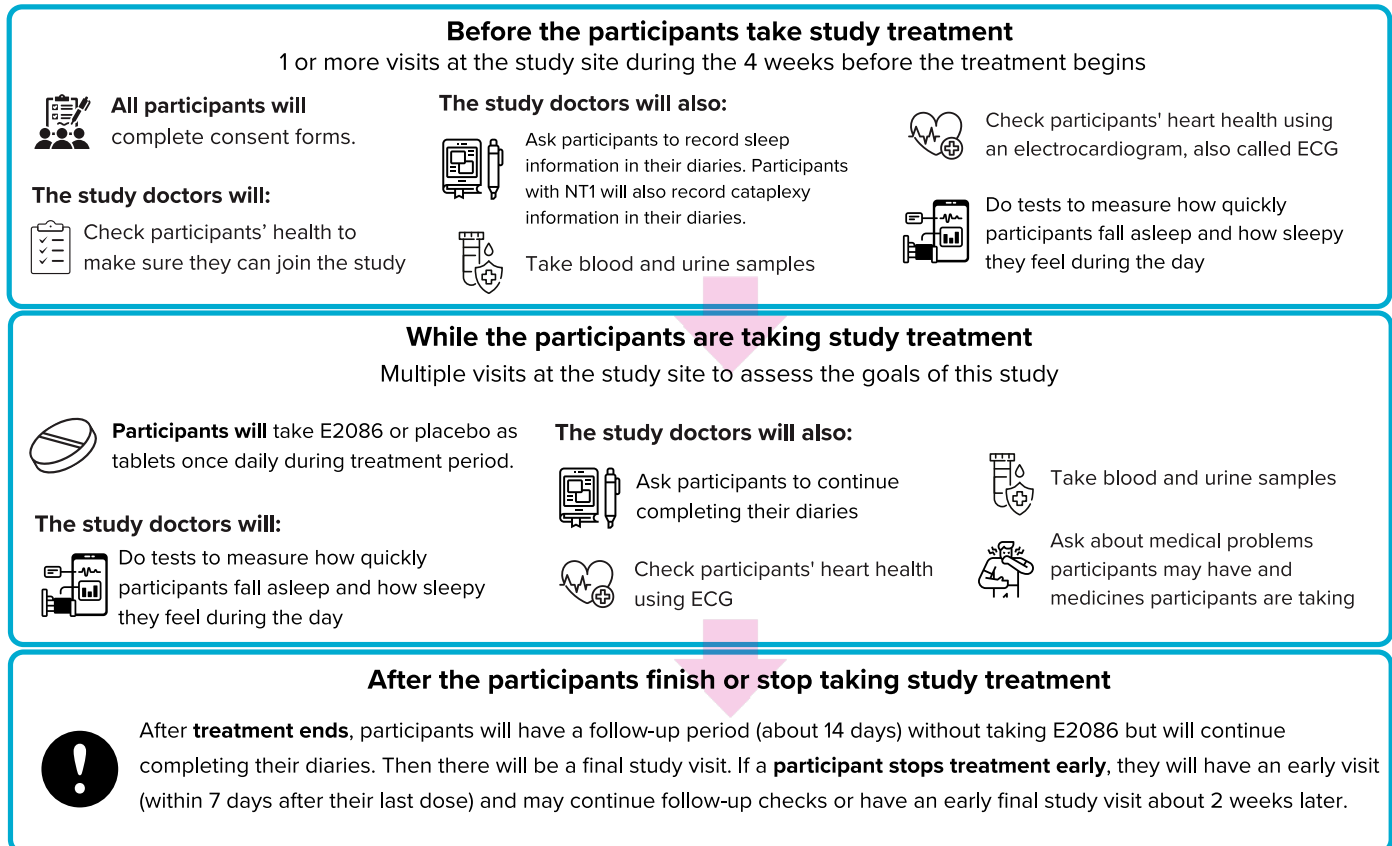 Before the participants take study treatment
1 or more visits at the study site during the 4 weeks before the treatment begins
All participants will
complete consent forms.
The study doctors will:
Check participants’ health to
make sure they can join the study
The study doctors will also:
Ask participants to record sleep
information in their diaries. Participants
with NT1 will also record cataplexy
information in their diaries.
Take blood and urine samples
Check participants' heart health using
an electrocardiogram, also called ECG
Do tests to measure how quickly
participants fall asleep and how sleepy
they feel during the day
While the participants are taking study treatment
Multiple visits at the study site to assess the goals of this study
Participants will take E2086 or placebo as
tablets once daily during treatment period.
The study doctors will:
Do tests to measure how quickly
participants fall asleep and how sleepy
they feel during the day
The study doctors will also:
Ask participants to continue
completing their diaries
Check participants' heart health
using ECG
Take blood and urine samples
Ask about medical problems
participants may have and
medicines participants are taking
After the participants finish or stop taking study treatment
After treatment ends, participants will have a follow-up period (about 14 days) without taking E2086 but will continue
completing their diaries. Then there will be a final study visit. If a participant stops treatment early, they will have an early visit
(within 7 days after their last dose) and may continue follow-up checks or have an early final study visit about 2 weeks later.